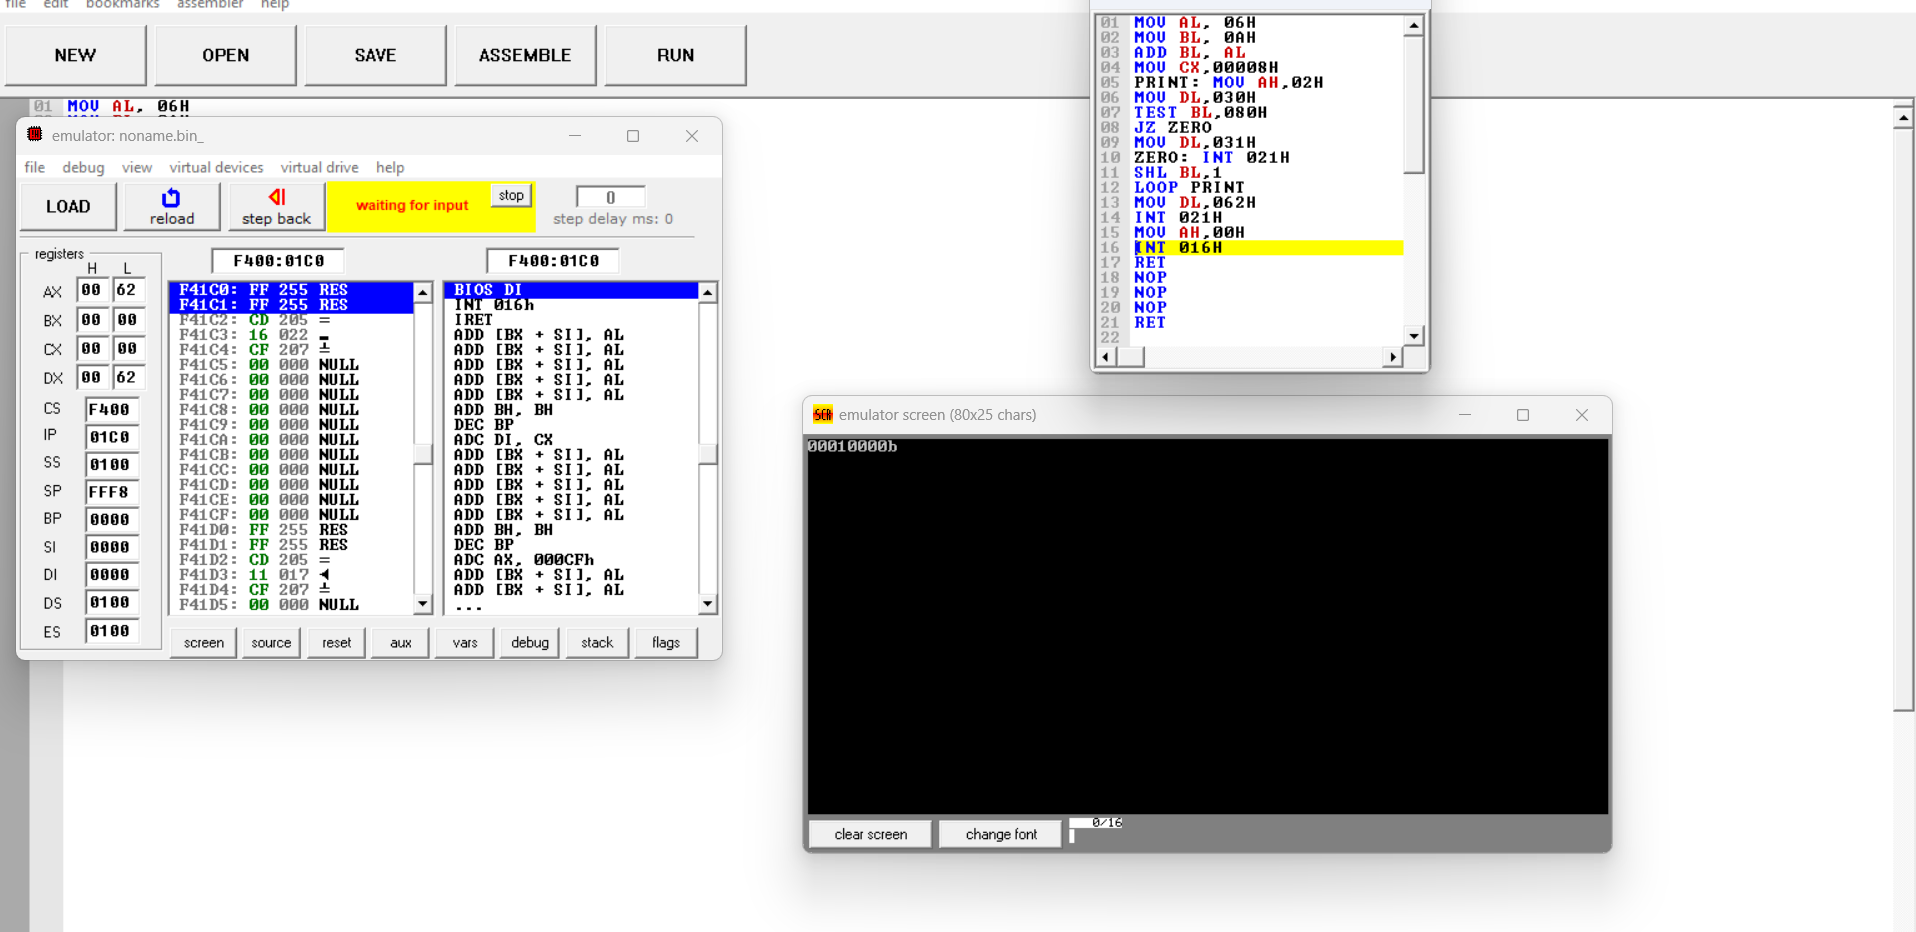 file edit bookmarks assembler help
NEW OPEN SAVE ASSEMBLE RUN
01 MOV AL, 06H
emulator: noname.bin_
file debug view virtual devices virtual drive help
LOAD reload step back waiting for input stop 0
step delay ms: 0
registers
H L
AX 00 62
BX 00 00
CX 00 00
DX 00 62
CS F400
IP 01C0
SS 0100
SP FFF8
BP 0000
SI 0000
DI 0000
DS 0100
ES 0100
F400:01C0
F41C0: FF 255 RES
F41C1: FF 255 RES
F41C2: CD 205 =
F41C3: 16 022 ▬
F41C4: CF 207 ╧
F41C5: 00 000 NULL
F41C6: 00 000 NULL
F41C7: 00 000 NULL
F41C8: 00 000 NULL
F41C9: 00 000 NULL
F41CA: 00 000 NULL
F41CB: 00 000 NULL
F41CC: 00 000 NULL
F41CD: 00 000 NULL
F41CE: 00 000 NULL
F41CF: 00 000 NULL
F41D0: FF 255 RES
F41D1: FF 255 RES
F41D2: CD 205 =
F41D3: 11 017 ◄
F41D4: CF 207 ╧
F41D5: 00 000 NULL
F400:01C0
BIOS DI
INT 016h
IRET
ADD [BX + SI], AL
ADD [BX + SI], AL
ADD [BX + SI], AL
ADD [BX + SI], AL
ADD [BX + SI], AL
ADD BH, BH
DEC BP
ADC DI, CX
ADD [BX + SI], AL
ADD [BX + SI], AL
ADD [BX + SI], AL
ADD [BX + SI], AL
ADD [BX + SI], AL
ADD BH, BH
DEC BP
ADC AX, 000CFh
ADD [BX + SI], AL
ADD [BX + SI], AL
...
screen source reset aux vars debug stack flags
01 MOV AL, 06H
02 MOV BL, 0AH
03 ADD BL, AL
04 MOV CX,00008H
05 PRINT: MOV AH,02H
06 MOV DL,030H
07 TEST BL,080H
08 JZ ZERO
09 MOV DL,031H
10 ZERO: INT 021H
11 SHL BL,1
12 LOOP PRINT
13 MOV DL,062H
14 INT 021H
15 MOV AH,00H
16 INT 016H
17 RET
18 NOP
19 NOP
20 NOP
21 RET
22
SCR emulator screen (80x25 chars)
00010000b
clear screen change font 0/16